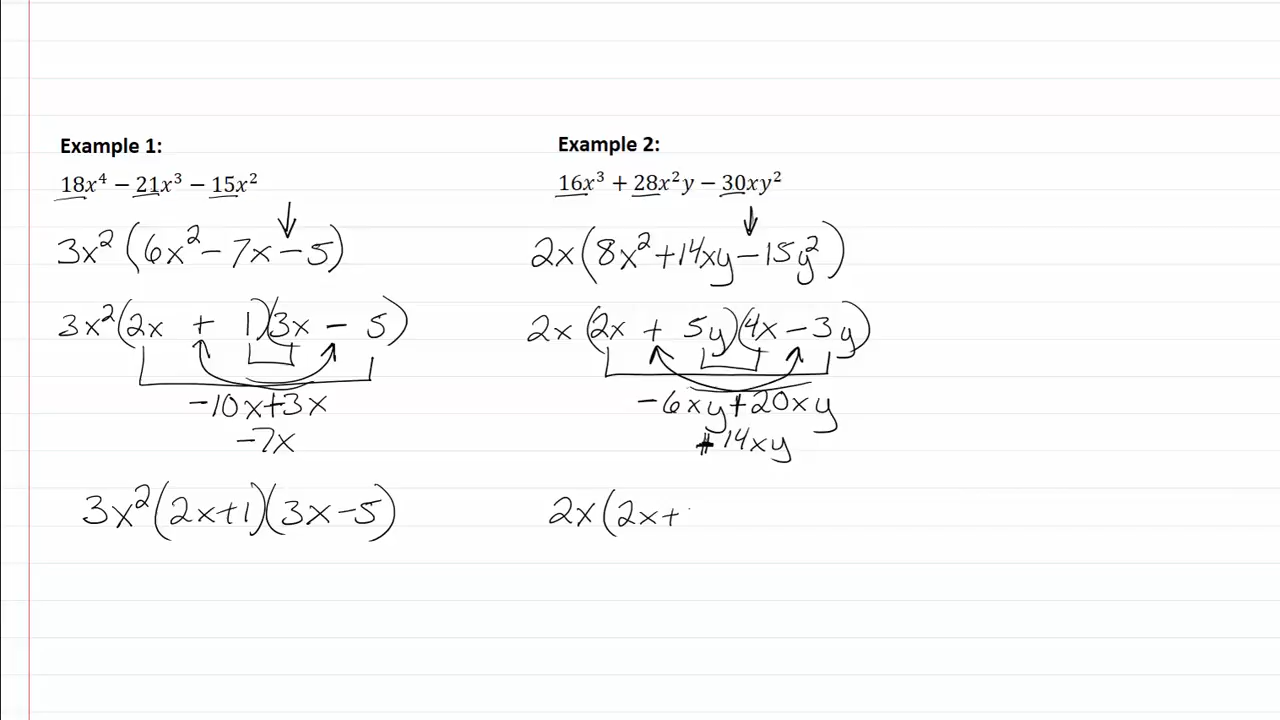 Example 1:
18x⁴ − 21x³ − 15x²
3x² (6x² − 7x − 5)
3x²(2x + 1)(3x − 5)
−10x+3x
−7x
3x²(2x+1)(3x−5)
Example 2:
16x³ + 28x²y − 30xy²
2x(8x²+14xy−15y²)
2x(2x + 5y)(4x −3y)
−6xy+20xy
+14xy
2x(2x+